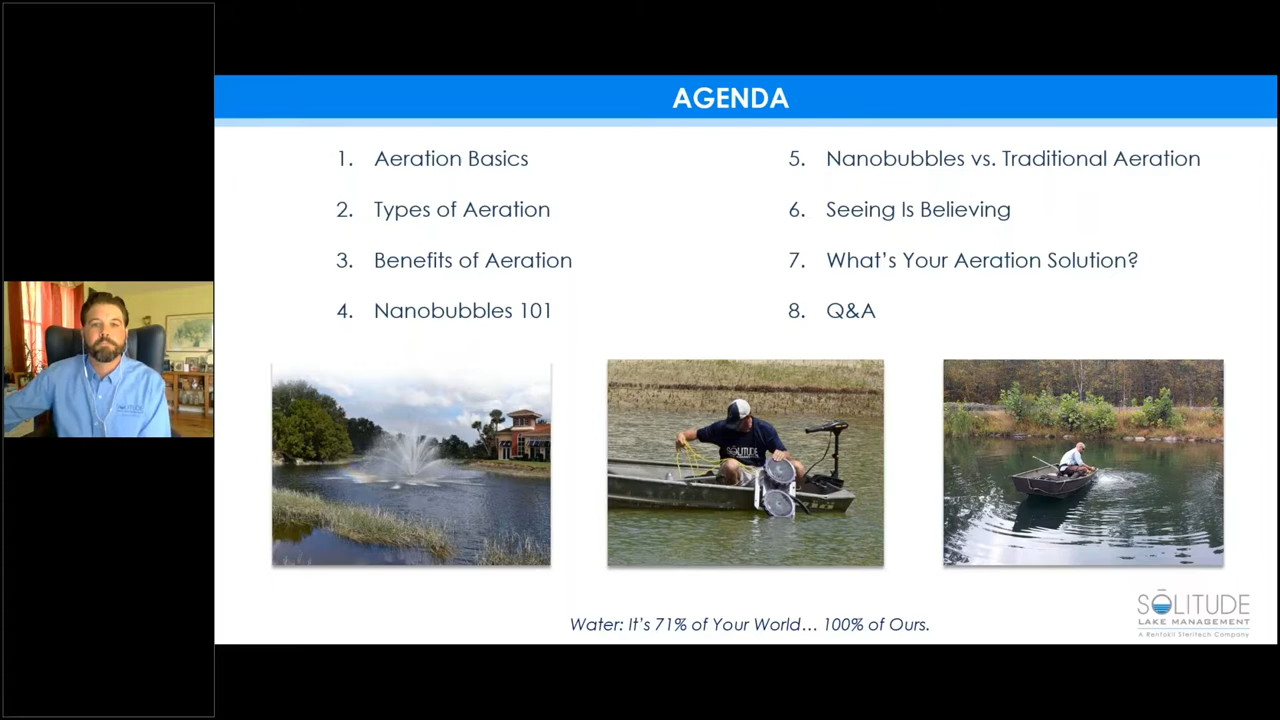 AGENDA
1. Aeration Basics
2. Types of Aeration
3. Benefits of Aeration
4. Nanobubbles 101
5. Nanobubbles vs. Traditional Aeration
6. Seeing Is Believing
7. What's Your Aeration Solution?
8. Q&A
SOLITUDE
Water: It's 71% of Your World... 100% of Ours.
SŌLITUDE
LAKE MANAGEMENT
A Rentokil Steritech Company